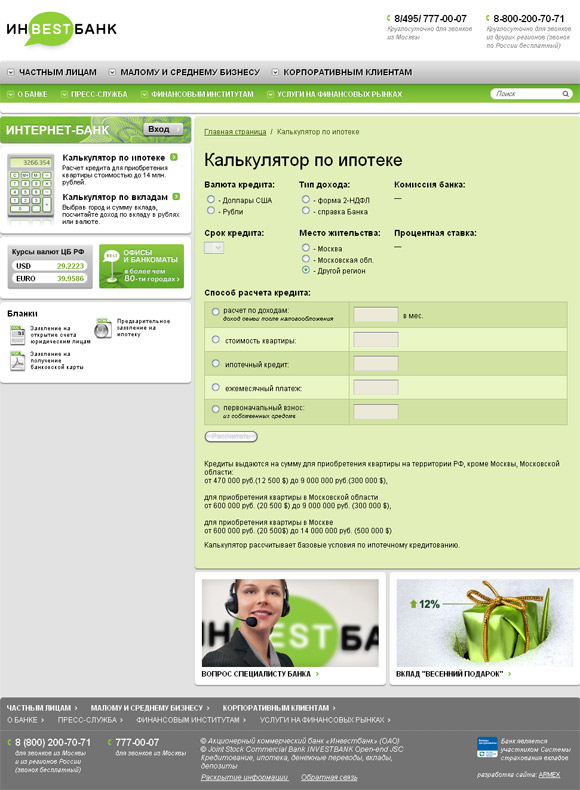 ИНВЕСТБАНК
8/495/ 777-00-07
Круглосуточно для звонков
из Москвы
8-800-200-70-71
Круглосуточно для звонков
из других регионов (звонок
по России бесплатный)
ЧАСТНЫМ ЛИЦАМ
МАЛОМУ И СРЕДНЕМУ БИЗНЕСУ
КОРПОРАТИВНЫМ КЛИЕНТАМ
О БАНКЕ
ПРЕСС-СЛУЖБА
ФИНАНСОВЫМ ИНСТИТУТАМ
УСЛУГИ НА ФИНАНСОВЫХ РЫНКАХ
Поиск
ИНТЕРНЕТ-БАНК
Вход
3266.354
Калькулятор по ипотеке
Расчет кредита для приобретения
квартиры стоимостью до 14 млн.
рублей.
Калькулятор по вкладам
Выбрав город и сумму вклада,
посчитайте доход по вкладу в рублях
или валюте.
Курсы валют ЦБ РФ
USD 29,2223
EURO 39,9586
BEST
ОФИСЫ
И БАНКОМАТЫ
в более чем
80-ти городах
Бланки
Заявление на
открытие счета
юридическим лицам
Предварительное
заявление на
ипотеку
Заявление на
получение
банковской карты
Главная страница / Калькулятор по ипотеке
Калькулятор по ипотеке
Валюта кредита:
- Доллары США
- Рубли
Тип дохода:
- форма 2-НДФЛ
- справка Банка
Комиссия банка:
—
Срок кредита:
Место жительства:
- Москва
- Московская обл.
- Другой регион
Процентная ставка:
—
Способ расчета кредита:
расчет по доходам:
доход семьи после налогообложения
в мес.
стоимость квартиры:
ипотечный кредит:
ежемесячный платеж:
первоначальный взнос:
из собственных средств
Рассчитать
Кредиты выдаются на сумму для приобретения квартиры на территории РФ, кроме Москвы, Московской
области:
от 470 000 руб.(12 500 $) до 9 000 000 руб.(300 000 $),
для приобретения квартиры в Московской области
от 600 000 руб. (20 500 $) до 9 000 000 руб. (300 000 $),
для приобретения квартиры в Москве
от 600 000 руб. (20 500$) до 14 000 000 руб. (500 000 $)
Калькулятор рассчитывает базовые условия по ипотечному кредитованию.
ИНВЕСТБАНК
ВОПРОС СПЕЦИАЛИСТУ БАНКА
12%
ВКЛАД "ВЕСЕННИЙ ПОДАРОК"
ЧАСТНЫМ ЛИЦАМ
МАЛОМУ И СРЕДНЕМУ БИЗНЕСУ
КОРПОРАТИВНЫМ КЛИЕНТАМ
О БАНКЕ
ПРЕСС-СЛУЖБА
ФИНАНСОВЫМ ИНСТИТУТАМ
УСЛУГИ НА ФИНАНСОВЫХ РЫНКАХ
8 (800) 200-70-71
для звонков из Москвы
и из регионов России
(звонок бесплатный)
777-00-07
для звонков из Москвы
© Акционерный коммерческий банк «Инвестбанк» (ОАО)
© Joint Stock Commercial Bank INVESTBANK Open-end JSC
Кредитование, ипотека, денежные переводы, вклады,
депозиты
Раскрытие информации
Обратная связь
Банк является
участником Системы
страхования вкладов
разработка сайта: ARMEX